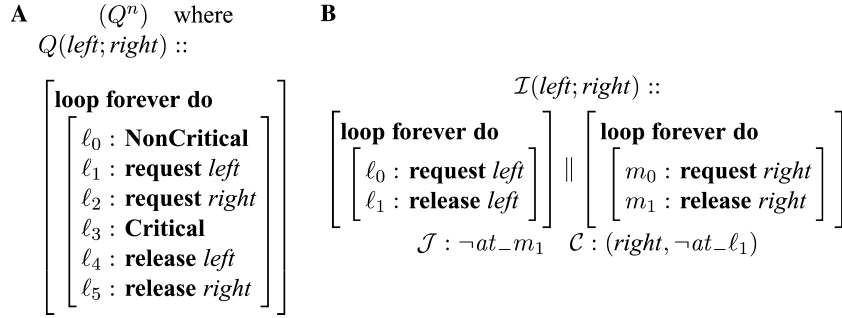 A (Qⁿ) where
Q(left; right) ::
loop forever do
ℓ₀ : NonCritical
ℓ₁ : request left
ℓ₂ : request right
ℓ₃ : Critical
ℓ₄ : release left
ℓ₅ : release right
B
ℐ(left; right) ::
loop forever do
ℓ₀ : request left
ℓ₁ : release left
∥
loop forever do
m₀ : request right
m₁ : release right
𝒥 : ¬at_m₁ 𝒞 : (right, ¬at_ℓ₁)